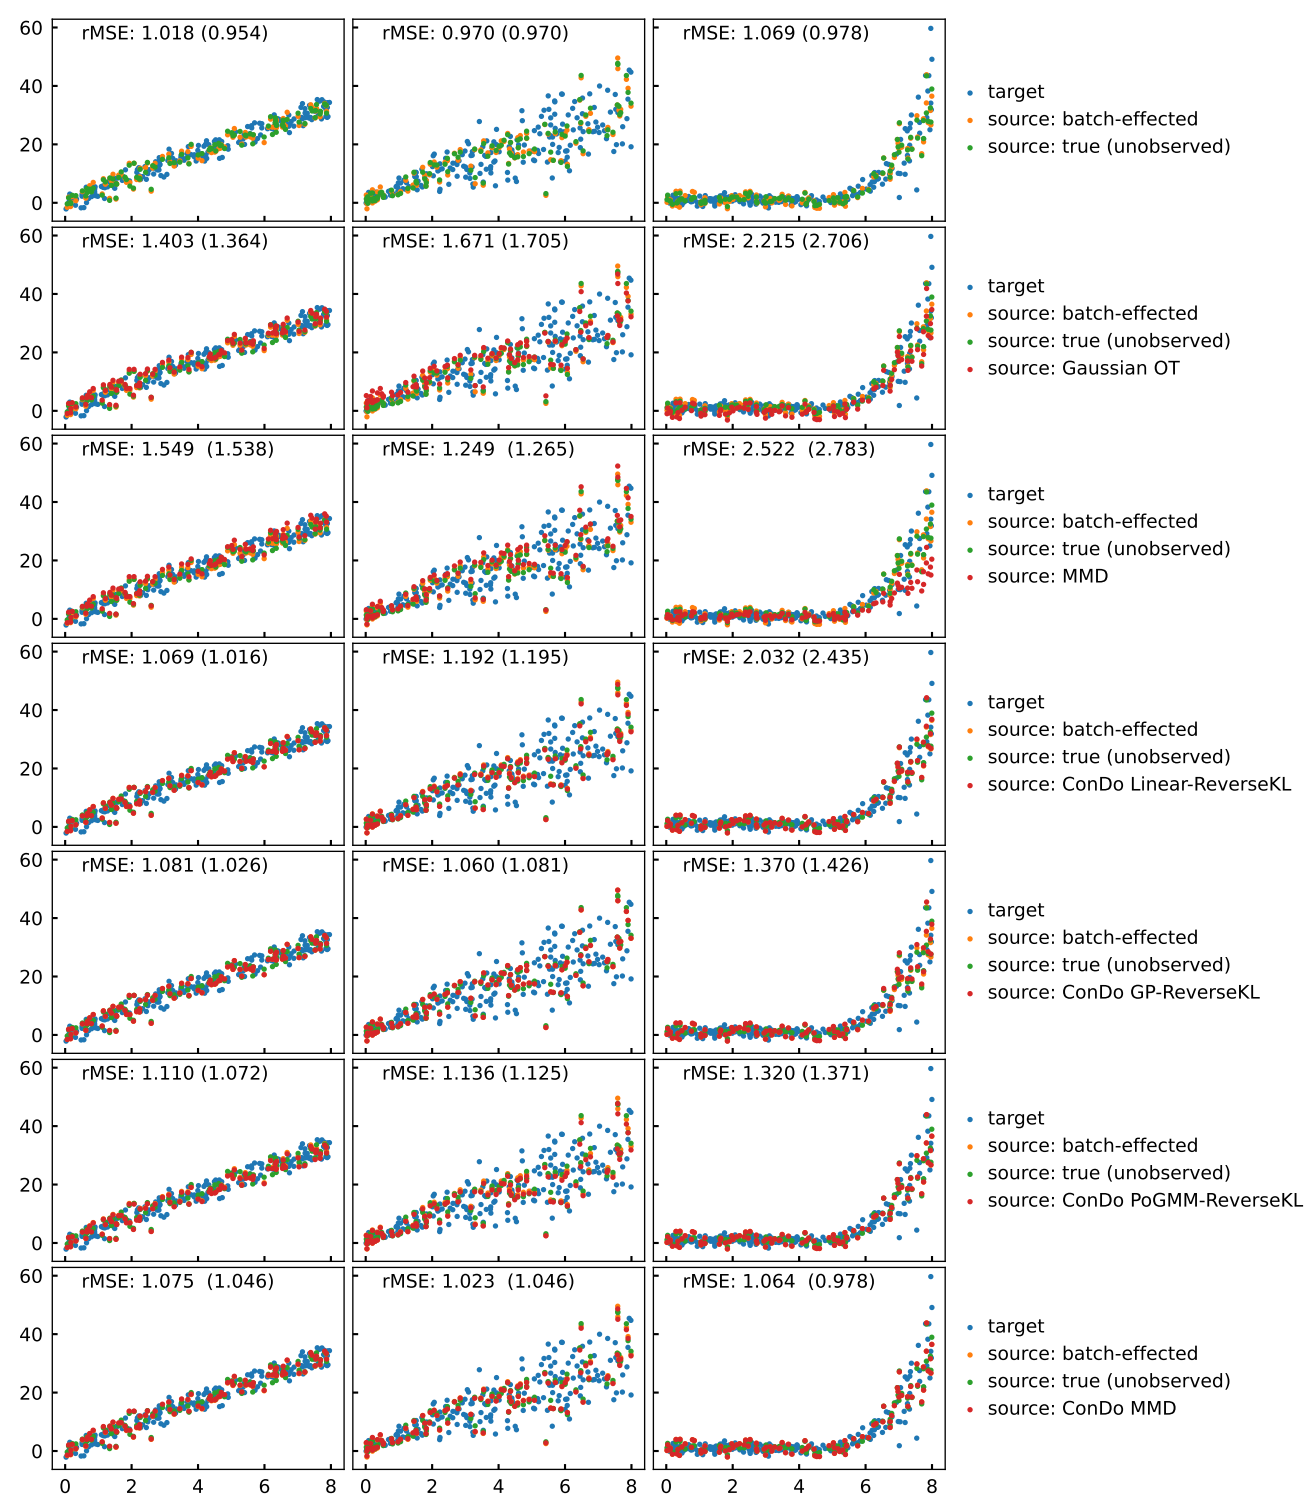 60
40
20
0
rMSE: 1.018 (0.954)
rMSE: 0.970 (0.970)
rMSE: 1.069 (0.978)
target
source: batch-effected
source: true (unobserved)
60
40
20
0
rMSE: 1.403 (1.364)
rMSE: 1.671 (1.705)
rMSE: 2.215 (2.706)
target
source: batch-effected
source: true (unobserved)
source: Gaussian OT
60
40
20
0
rMSE: 1.549 (1.538)
rMSE: 1.249 (1.265)
rMSE: 2.522 (2.783)
target
source: batch-effected
source: true (unobserved)
source: MMD
60
40
20
0
rMSE: 1.069 (1.016)
rMSE: 1.192 (1.195)
rMSE: 2.032 (2.435)
target
source: batch-effected
source: true (unobserved)
source: ConDo Linear-ReverseKL
60
40
20
0
rMSE: 1.081 (1.026)
rMSE: 1.060 (1.081)
rMSE: 1.370 (1.426)
target
source: batch-effected
source: true (unobserved)
source: ConDo GP-ReverseKL
60
40
20
0
rMSE: 1.110 (1.072)
rMSE: 1.136 (1.125)
rMSE: 1.320 (1.371)
target
source: batch-effected
source: true (unobserved)
source: ConDo PoGMM-ReverseKL
60
40
20
0
rMSE: 1.075 (1.046)
rMSE: 1.023 (1.046)
rMSE: 1.064 (0.978)
target
source: batch-effected
source: true (unobserved)
source: ConDo MMD
0 2 4 6 8
0 2 4 6 8
0 2 4 6 8